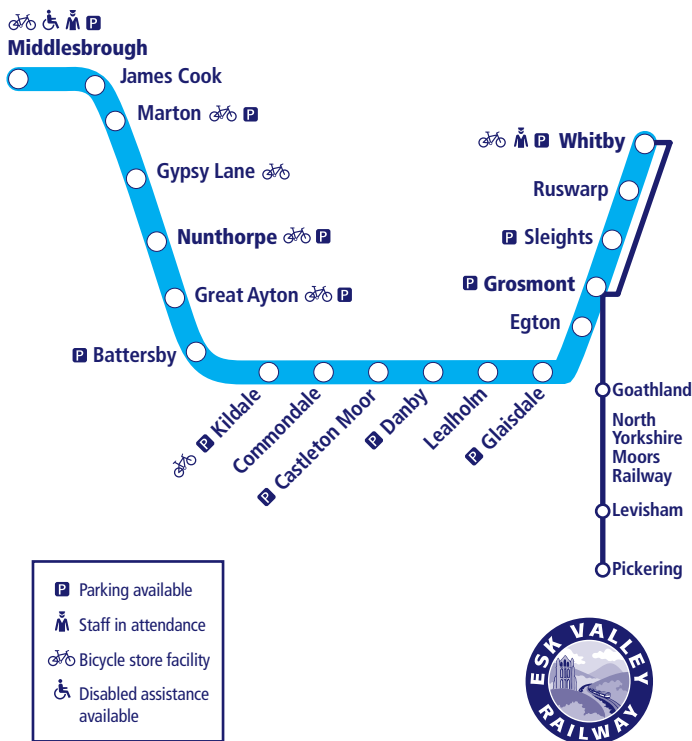 Middlesbrough
James Cook
Marton
Gypsy Lane
Nunthorpe
Great Ayton
Battersby
Kildale
Commondale
Castleton Moor
Danby
Lealholm
Glaisdale
Egton
Grosmont
Sleights
Ruswarp
Whitby
Goathland
North
Yorkshire
Moors
Railway
Levisham
Pickering
P Parking available
Staff in attendance
Bicycle store facility
Disabled assistance
available
ESK VALLEY
RAILWAY